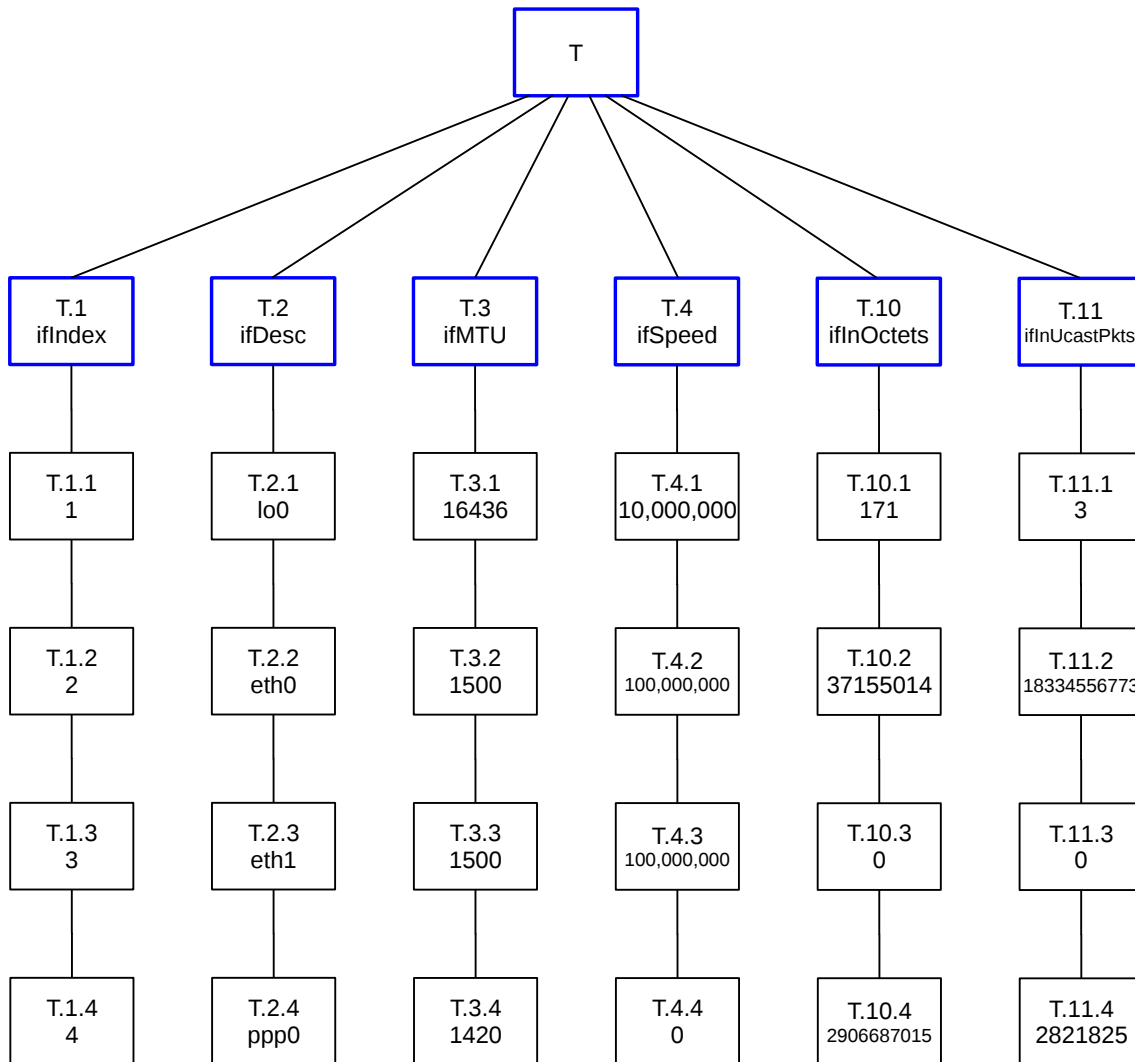 T
T.1
ifIndex
T.2
ifDesc
T.3
ifMTU
T.4
ifSpeed
T.10
ifInOctets
T.11
ifInUcastPkts
T.1.1
1
T.2.1
lo0
T.3.1
16436
T.4.1
10,000,000
T.10.1
171
T.11.1
3
T.1.2
2
T.2.2
eth0
T.3.2
1500
T.4.2
100,000,000
T.10.2
37155014
T.11.2
18334556773
T.1.3
3
T.2.3
eth1
T.3.3
1500
T.4.3
100,000,000
T.10.3
0
T.11.3
0
T.1.4
4
T.2.4
ppp0
T.3.4
1420
T.4.4
0
T.10.4
2906687015
T.11.4
2821825